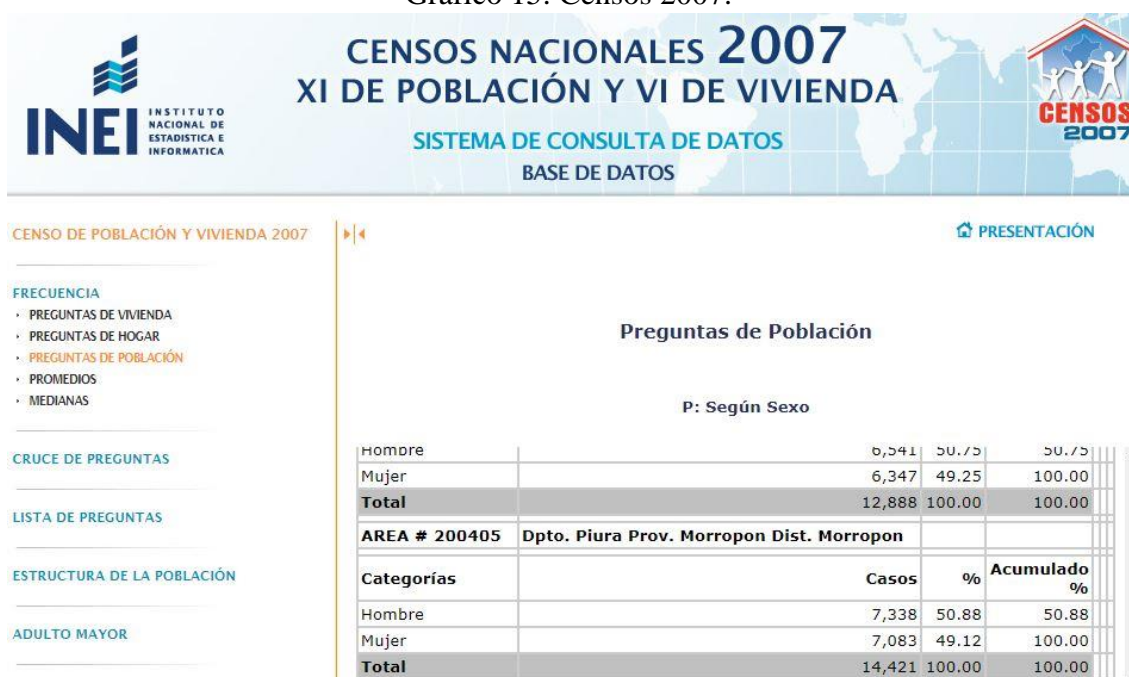 Gráfico 15: Censos 2007.
CENSOS NACIONALES 2007
XI DE POBLACIÓN Y VI DE VIVIENDA
SISTEMA DE CONSULTA DE DATOS
BASE DE DATOS
INEI
INSTITUTO
NACIONAL DE
ESTADISTICA E
INFORMATICA
CENSOS
2007
CENSO DE POBLACIÓN Y VIVIENDA 2007
PRESENTACIÓN
FRECUENCIA
PREGUNTAS DE VIVIENDA
PREGUNTAS DE HOGAR
PREGUNTAS DE POBLACIÓN
PROMEDIOS
MEDIANAS
CRUCE DE PREGUNTAS
LISTA DE PREGUNTAS
ESTRUCTURA DE LA POBLACIÓN
ADULTO MAYOR
Preguntas de Población
P: Según Sexo
Hombre 6,541 50.75 50.75
Mujer 6,347 49.25 100.00
Total 12,888 100.00 100.00
AREA # 200405 Dpto. Piura Prov. Morropon Dist. Morropon
Categorías Casos % Acumulado %
Hombre 7,338 50.88 50.88
Mujer 7,083 49.12 100.00
Total 14,421 100.00 100.00